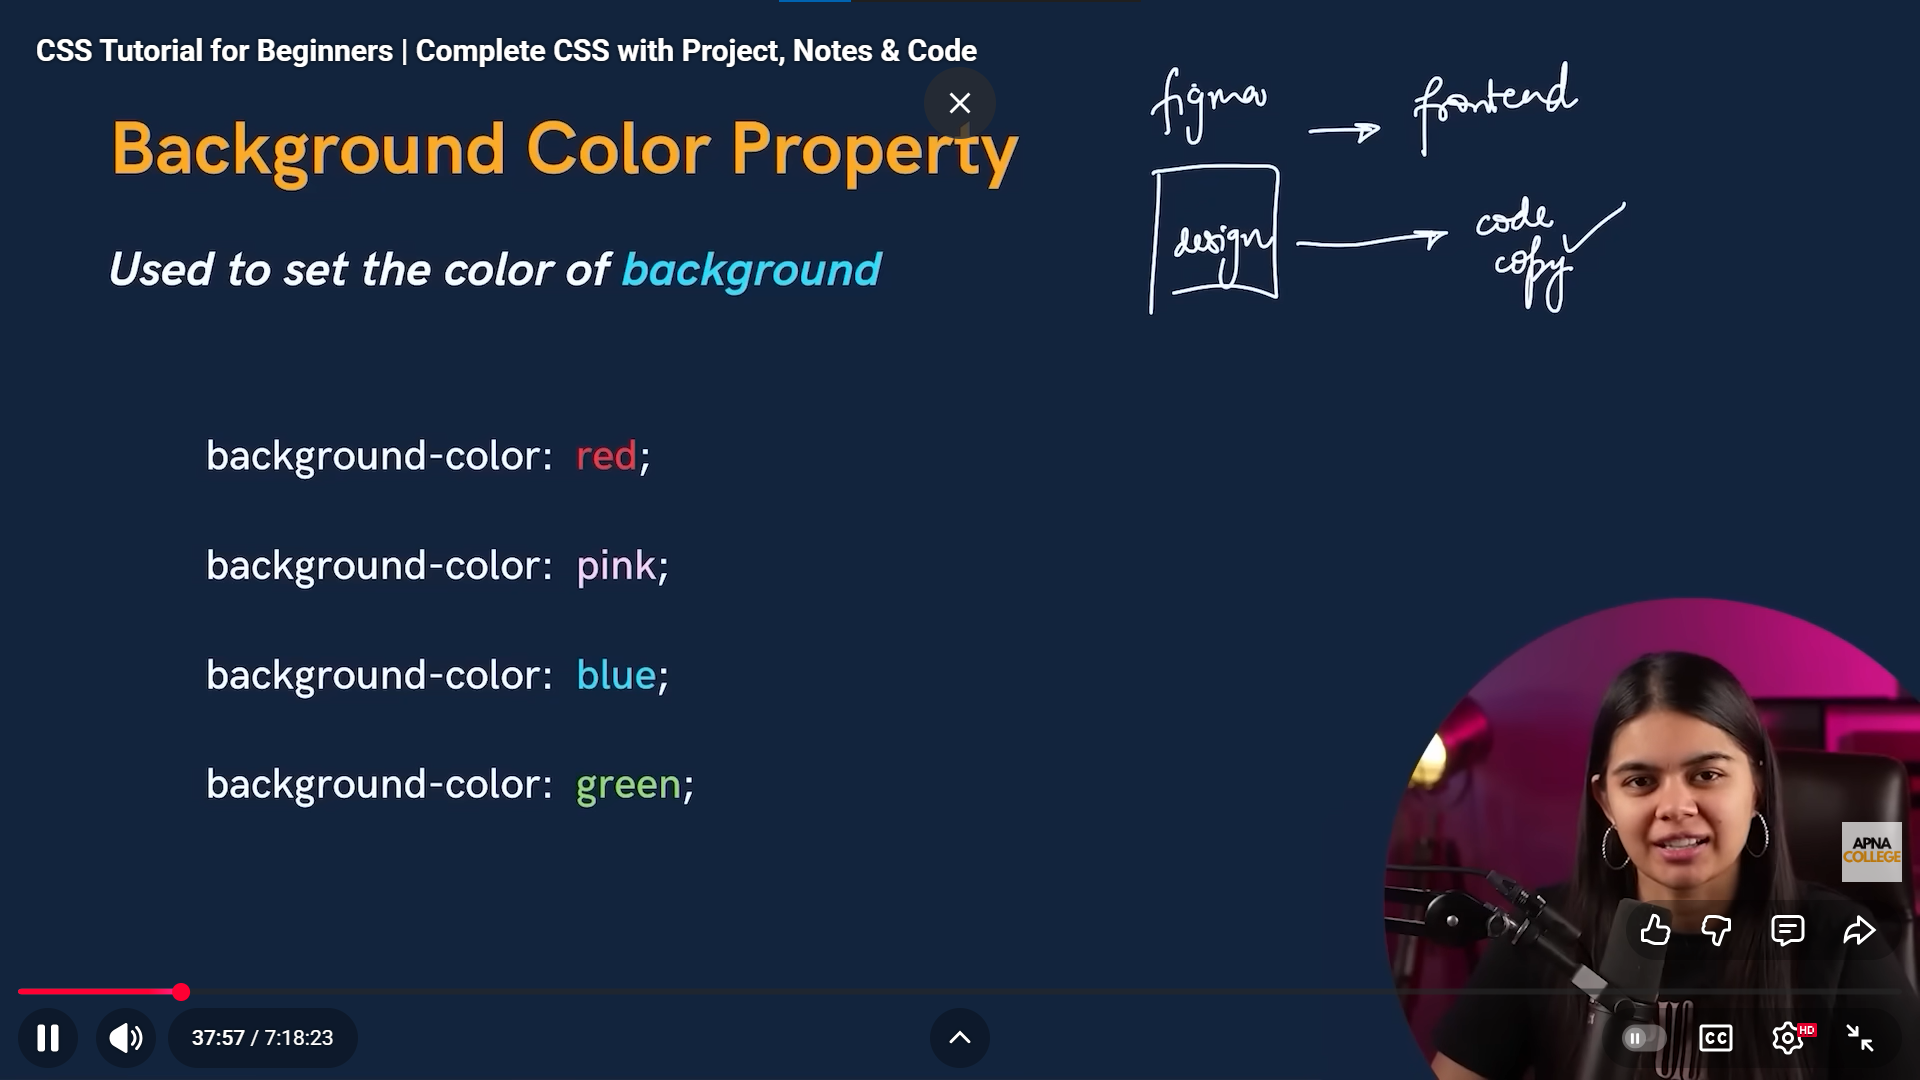 CSS Tutorial for Beginners | Complete CSS with Project, Notes & Code
Background Color Property
Used to set the color of background
background-color: red;
background-color: pink;
background-color: blue;
background-color: green;
figma → frontend
design → code
copy ✓
APNA
COLLEGE
37:57 / 7:18:23
CC
HD